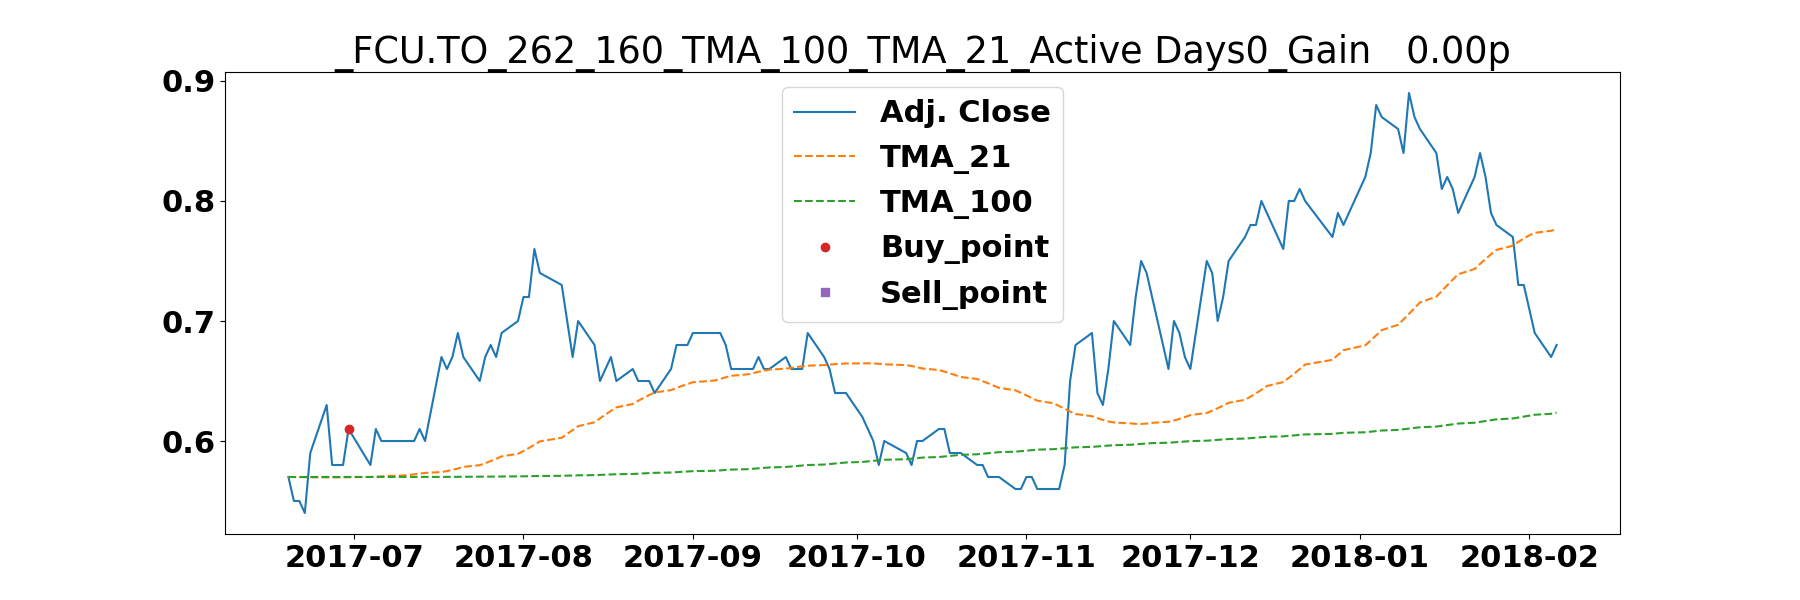 _FCU.TO_262_160_TMA_100_TMA_21_Active Days0_Gain   0.00p
0.9
0.8
0.7
0.6
Adj. Close
TMA_21
TMA_100
Buy_point
Sell_point
2017-07 2017-08 2017-09 2017-10 2017-11 2017-12 2018-01 2018-02